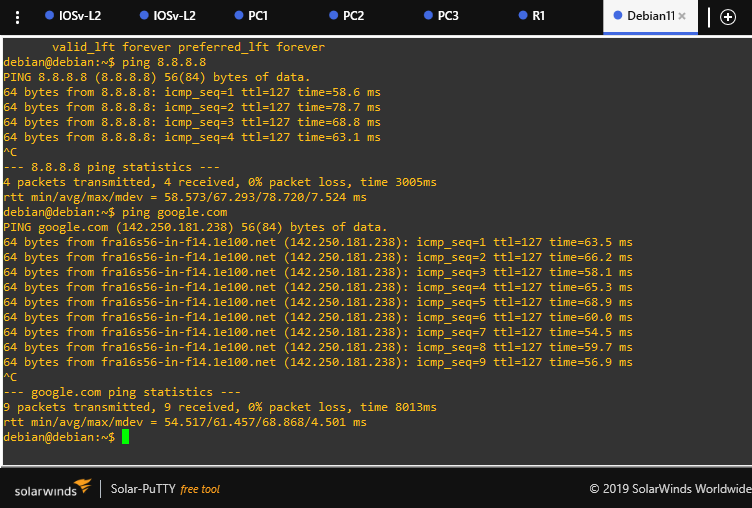 IOSv-L2 IOSv-L2 PC1 PC2 PC3 R1 Debian11
valid_lft forever preferred_lft forever
debian@debian:~$ ping 8.8.8.8
PING 8.8.8.8 (8.8.8.8) 56(84) bytes of data.
64 bytes from 8.8.8.8: icmp_seq=1 ttl=127 time=58.6 ms
64 bytes from 8.8.8.8: icmp_seq=2 ttl=127 time=78.7 ms
64 bytes from 8.8.8.8: icmp_seq=3 ttl=127 time=68.8 ms
64 bytes from 8.8.8.8: icmp_seq=4 ttl=127 time=63.1 ms
^C
--- 8.8.8.8 ping statistics ---
4 packets transmitted, 4 received, 0% packet loss, time 3005ms
rtt min/avg/max/mdev = 58.573/67.293/78.720/7.524 ms
debian@debian:~$ ping google.com
PING google.com (142.250.181.238) 56(84) bytes of data.
64 bytes from fra16s56-in-f14.1e100.net (142.250.181.238): icmp_seq=1 ttl=127 time=63.5 ms
64 bytes from fra16s56-in-f14.1e100.net (142.250.181.238): icmp_seq=2 ttl=127 time=66.2 ms
64 bytes from fra16s56-in-f14.1e100.net (142.250.181.238): icmp_seq=3 ttl=127 time=58.1 ms
64 bytes from fra16s56-in-f14.1e100.net (142.250.181.238): icmp_seq=4 ttl=127 time=65.3 ms
64 bytes from fra16s56-in-f14.1e100.net (142.250.181.238): icmp_seq=5 ttl=127 time=68.9 ms
64 bytes from fra16s56-in-f14.1e100.net (142.250.181.238): icmp_seq=6 ttl=127 time=60.0 ms
64 bytes from fra16s56-in-f14.1e100.net (142.250.181.238): icmp_seq=7 ttl=127 time=54.5 ms
64 bytes from fra16s56-in-f14.1e100.net (142.250.181.238): icmp_seq=8 ttl=127 time=59.7 ms
64 bytes from fra16s56-in-f14.1e100.net (142.250.181.238): icmp_seq=9 ttl=127 time=56.9 ms
^C
--- google.com ping statistics ---
9 packets transmitted, 9 received, 0% packet loss, time 8013ms
rtt min/avg/max/mdev = 54.517/61.457/68.868/4.501 ms
debian@debian:~$
solarwinds Solar-PuTTY free tool © 2019 SolarWinds Worldwide